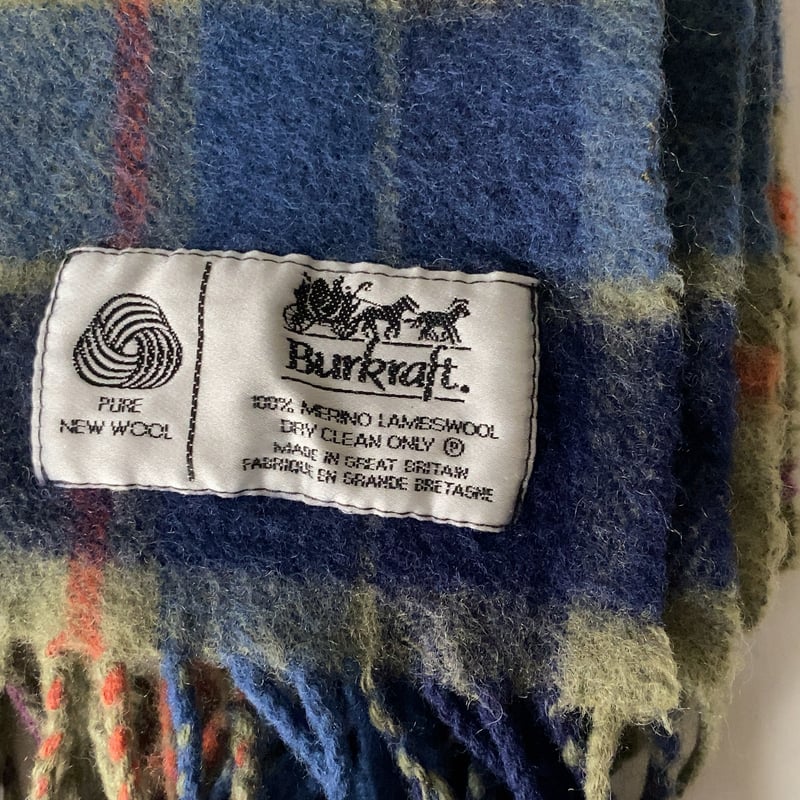 PURE
NEW WOOL
Burkraft.
100% MERINO LAMBSWOOL
DRY CLEAN ONLY Ⓟ
MADE IN GREAT BRITAIN
FABRIQUE EN GRANDE BRETAGNE